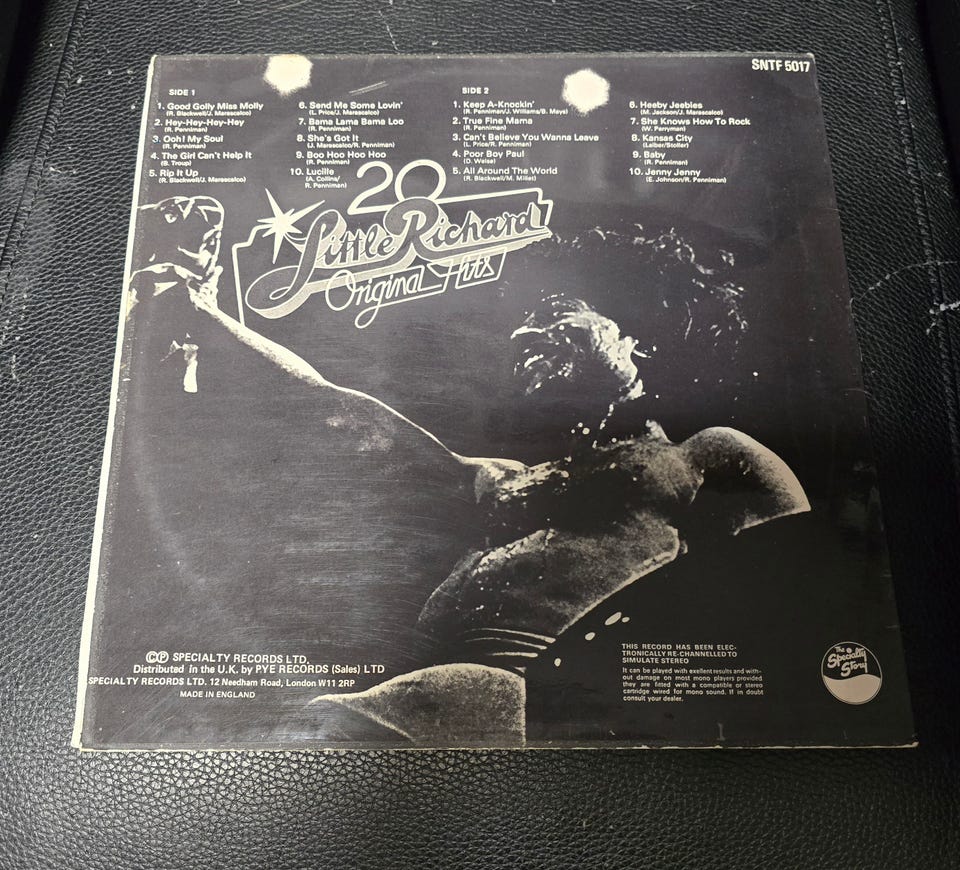 SNTF 5017
SIDE 1
1. Good Golly Miss Molly
(R. Blackwell/J. Marascalco)
2. Hey-Hey-Hey-Hey
(R. Penniman)
3. Ooh! My Soul
(R. Penniman)
4. The Girl Can't Help It
(B. Troup)
5. Rip It Up
(R. Blackwell/J. Marascalco)
6. Send Me Some Lovin'
(L. Price/J. Marascalco)
7. Bama Lama Bama Loo
(R. Penniman)
8. She's Got It
(J. Marascalco/R. Penniman)
9. Boo Hoo Hoo Hoo
(R. Penniman)
10. Lucille
(A. Collins/
R. Penniman)
SIDE 2
1. Keep A-Knockin'
(R. Penniman/J. Williams/B. Mays)
2. True Fine Mama
(R. Penniman)
3. Can't Believe You Wanna Leave
(L. Price/R. Penniman)
4. Poor Boy Paul
(D. Weise)
5. All Around The World
(R. Blackwell/M. Millet)
6. Heeby Jeebies
(M. Jackson/J. Marascalco)
7. She Knows How To Rock
(W. Perryman)
8. Kansas City
(Leiber/Stoller)
9. Baby
(R. Penniman)
10. Jenny Jenny
(E. Johnson/R. Penniman)
20
Little Richard
Original Hits
©℗ SPECIALTY RECORDS LTD.
Distributed in the U.K. by PYE RECORDS (Sales) LTD
SPECIALTY RECORDS LTD. 12 Needham Road, London W11 2RP
MADE IN ENGLAND
THIS RECORD HAS BEEN ELEC-
TRONICALLY RE-CHANNELLED TO
SIMULATE STEREO
It can be played with exellent results and with-
out damage on most mono players provided
they are fitted with a compatible or stereo
cartridge wired for mono sound. If in doubt
consult your dealer.
The
Specialty
Story